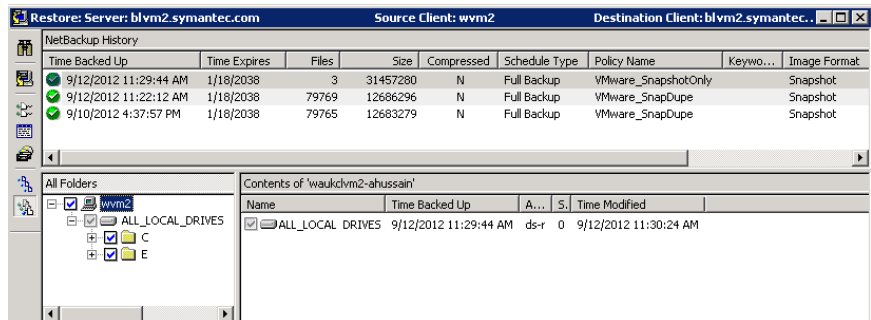 Restore: Server: blvm2.symantec.com Source Client: wvm2 Destination Client: blvm2.symantec..
NetBackup History
Time Backed Up Time Expires Files Size Compressed Schedule Type Policy Name Keywo... Image Format
9/12/2012 11:29:44 AM 1/18/2038 3 31457280 N Full Backup VMware_SnapshotOnly Snapshot
9/12/2012 11:22:12 AM 1/18/2038 79769 12686296 N Full Backup VMware_SnapDupe Snapshot
9/10/2012 4:37:57 PM 1/18/2038 79765 12683279 N Full Backup VMware_SnapDupe Snapshot
All Folders Contents of 'waukclvm2-ahussain'
Name Time Backed Up A... S. Time Modified
wvm2
ALL_LOCAL_DRIVES ALL_LOCAL DRIVES 9/12/2012 11:29:44 AM ds-r 0 9/12/2012 11:30:24 AM
C
E